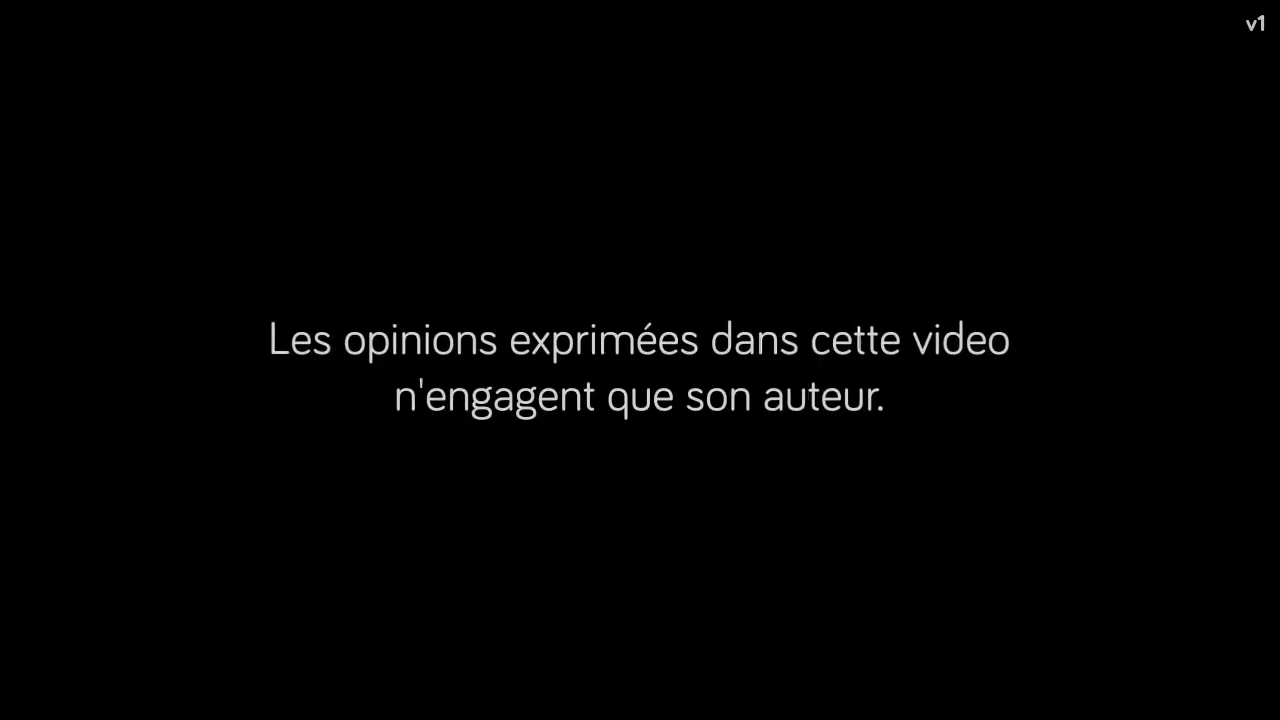 v1
Les opinions exprimées dans cette video
n'engagent que son auteur.